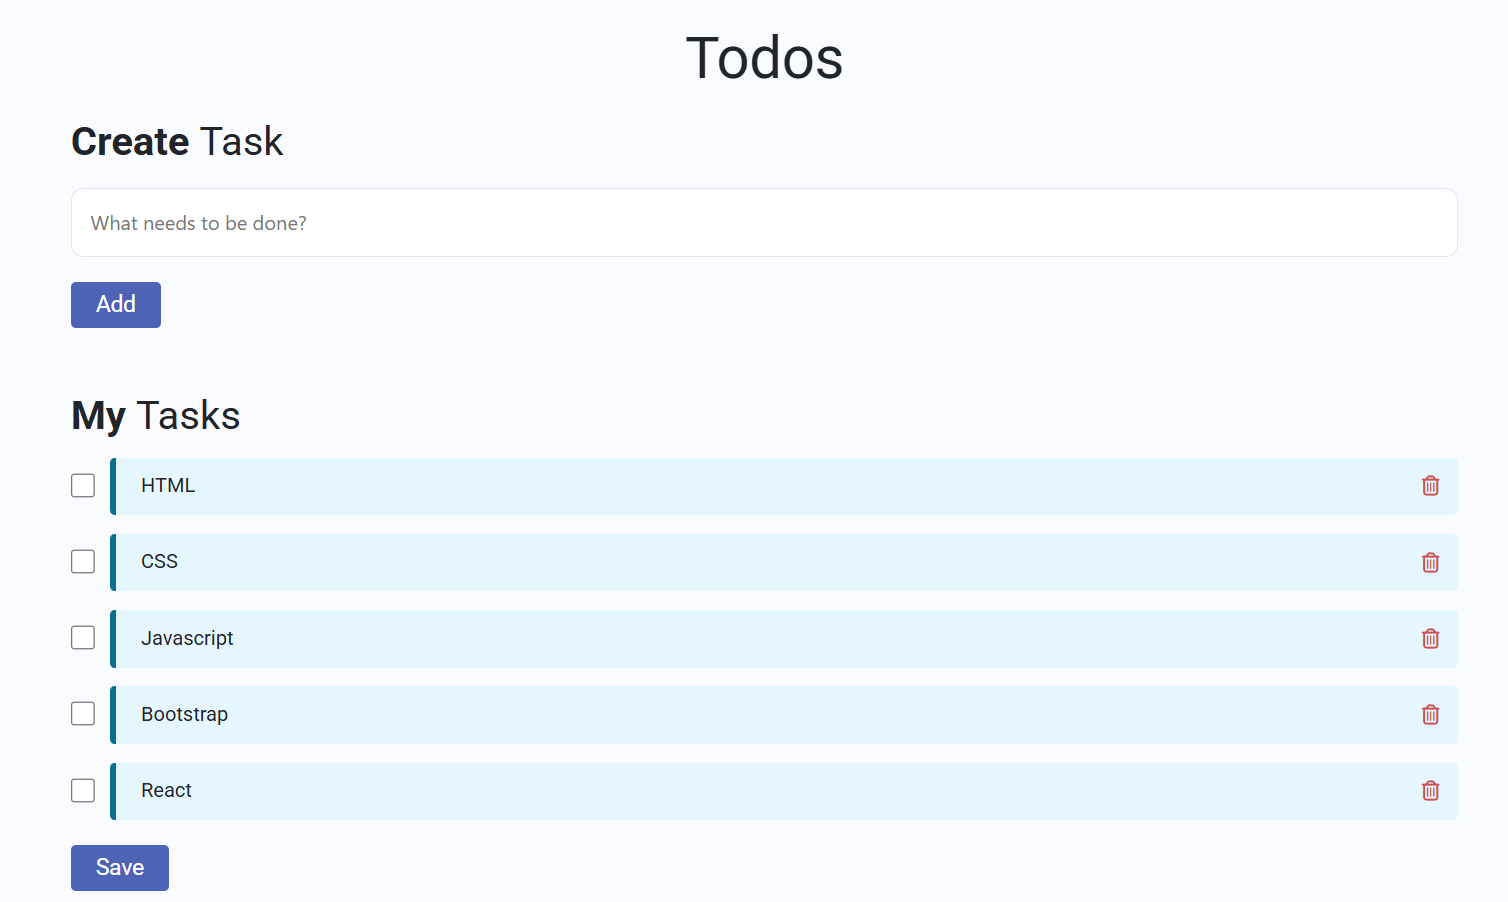 Todos
Create Task
What needs to be done?
Add
My Tasks
HTML
CSS
Javascript
Bootstrap
React
Save